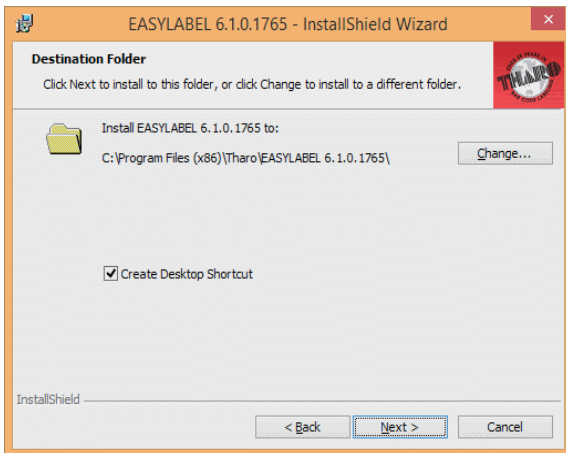 EASYLABEL 6.1.0.1765 - InstallShield Wizard
Destination Folder
Click Next to install to this folder, or click Change to install to a different folder.
THARO
Install EASYLABEL 6.1.0.1765 to:
C:\Program Files (x86)\Tharo\EASYLABEL 6.1.0.1765\
Change...
Create Desktop Shortcut
InstallShield
< Back
Next >
Cancel